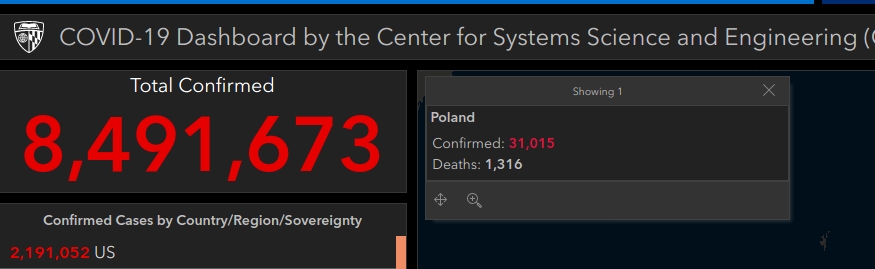 COVID-19 Dashboard by the Center for Systems Science and Engineering (
Total Confirmed
8,491,673
Confirmed Cases by Country/Region/Sovereignty
2,191,052 US
Showing 1
Poland
Confirmed: 31,015
Deaths: 1,316